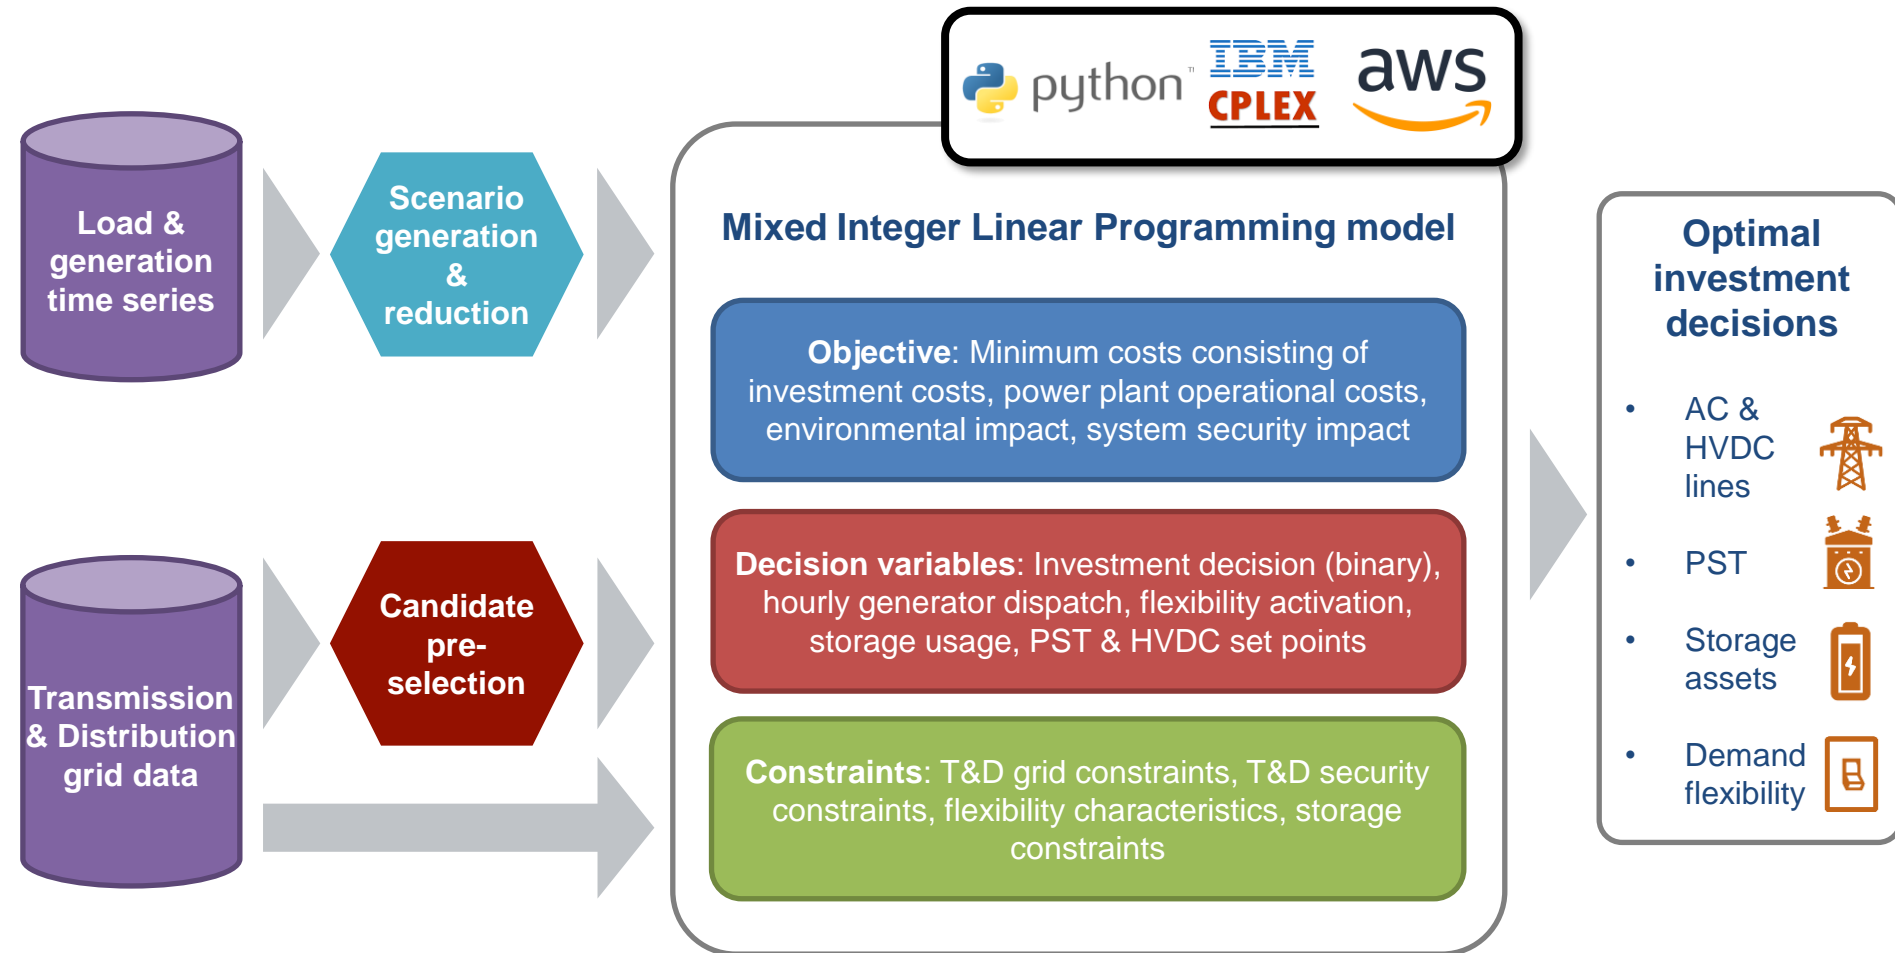 python™
IBM
CPLEX
aws
Load &
generation
time series
Scenario
generation
&
reduction
Mixed Integer Linear Programming model
Objective: Minimum costs consisting of
investment costs, power plant operational costs,
environmental impact, system security impact
Decision variables: Investment decision (binary),
hourly generator dispatch, flexibility activation,
storage usage, PST & HVDC set points
Constraints: T&D grid constraints, T&D security
constraints, flexibility characteristics, storage
constraints
Transmission
& Distribution
grid data
Candidate
pre-
selection
Optimal
investment
decisions
• AC &
HVDC
lines
• PST
• Storage
assets
• Demand
flexibility